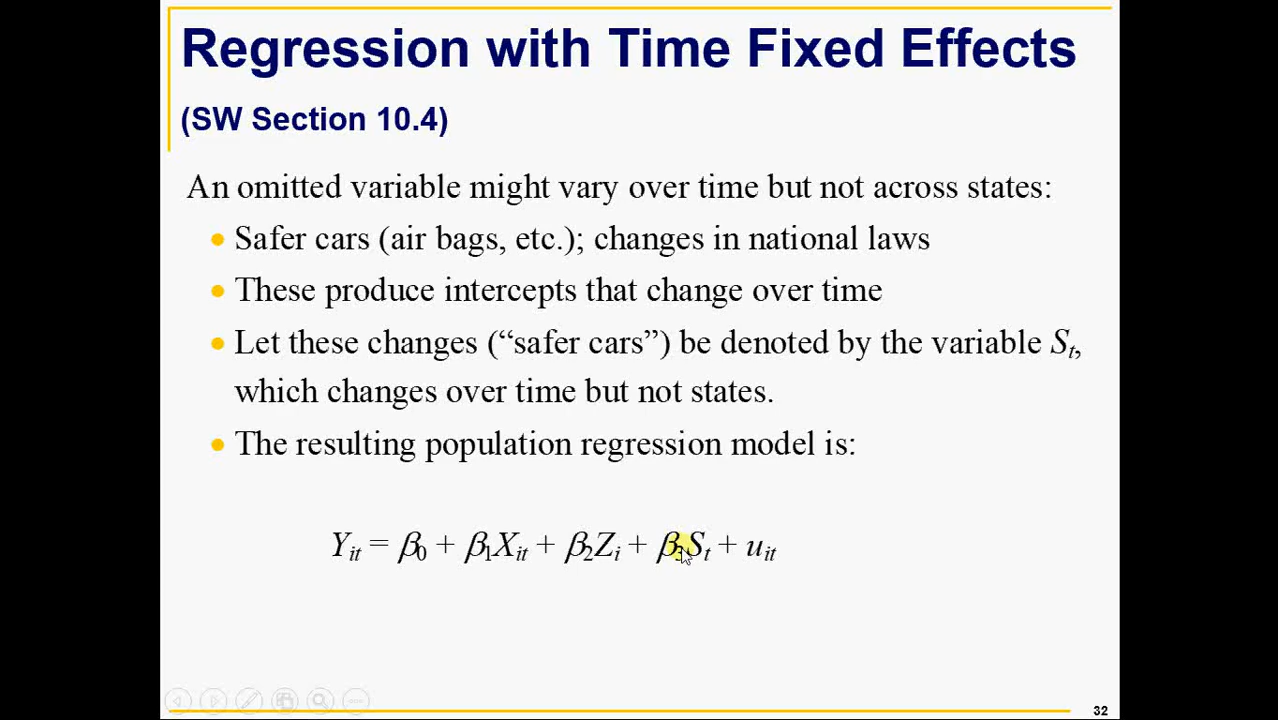 Regression with Time Fixed Effects
(SW Section 10.4)
An omitted variable might vary over time but not across states:
● Safer cars (air bags, etc.); changes in national laws
● These produce intercepts that change over time
● Let these changes (“safer cars”) be denoted by the variable Sₜ,
which changes over time but not states.
● The resulting population regression model is:
Yᵢₜ = β₀ + β₁Xᵢₜ + β₂Zᵢ + β₃Sₜ + uᵢₜ
32